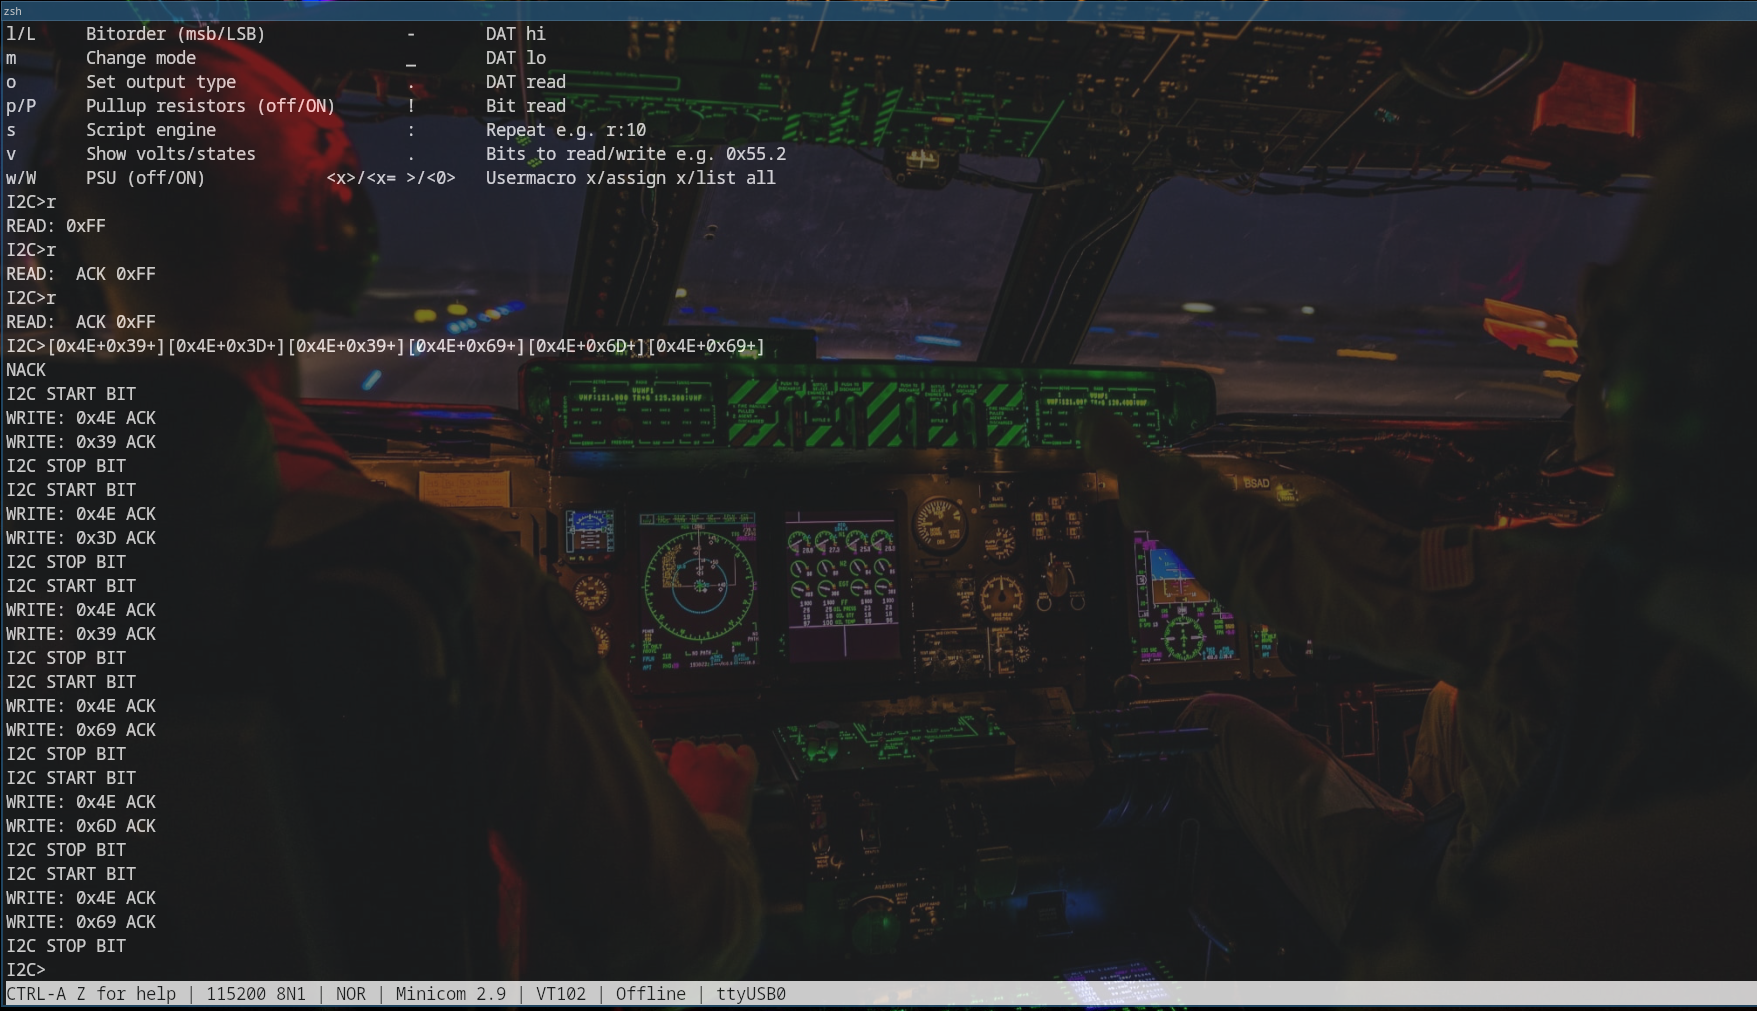 zsh
l/L Bitorder (msb/LSB) - DAT hi
m Change mode _ DAT lo
o Set output type . DAT read
p/P Pullup resistors (off/ON) ! Bit read
s Script engine : Repeat e.g. r:10
v Show volts/states . Bits to read/write e.g. 0x55.2
w/W PSU (off/ON) <x>/<x= >/<0> Usermacro x/assign x/list all
I2C>r
READ: 0xFF
I2C>r
READ: ACK 0xFF
I2C>r
READ: ACK 0xFF
I2C>[0x4E+0x39+][0x4E+0x3D+][0x4E+0x39+][0x4E+0x69+][0x4E+0x6D+][0x4E+0x69+]
NACK
I2C START BIT
WRITE: 0x4E ACK
WRITE: 0x39 ACK
I2C STOP BIT
I2C START BIT
WRITE: 0x4E ACK
WRITE: 0x3D ACK
I2C STOP BIT
I2C START BIT
WRITE: 0x4E ACK
WRITE: 0x39 ACK
I2C STOP BIT
I2C START BIT
WRITE: 0x4E ACK
WRITE: 0x69 ACK
I2C STOP BIT
I2C START BIT
WRITE: 0x4E ACK
WRITE: 0x6D ACK
I2C STOP BIT
I2C START BIT
WRITE: 0x4E ACK
WRITE: 0x69 ACK
I2C STOP BIT
I2C>
CTRL-A Z for help | 115200 8N1 | NOR | Minicom 2.9 | VT102 | Offline | ttyUSB0
BSAD